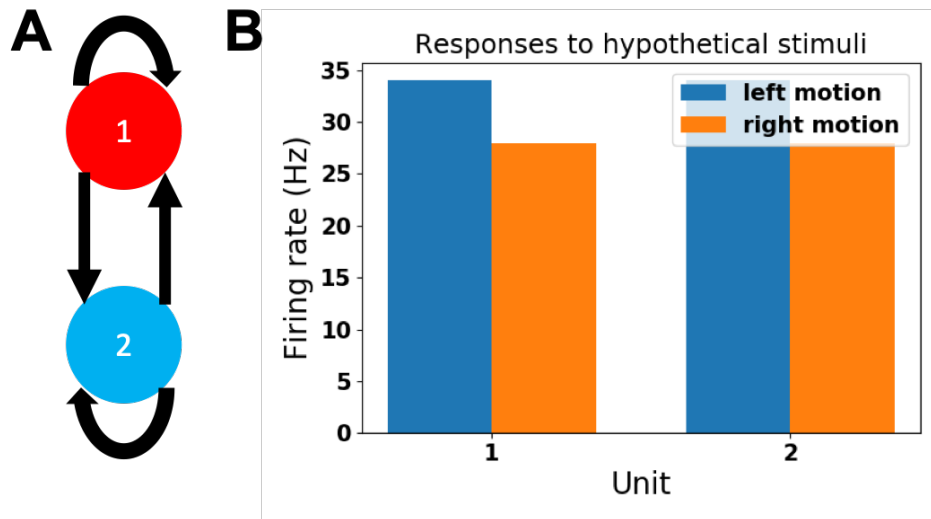 A
1
2
B
Responses to hypothetical stimuli
left motion
right motion
Firing rate (Hz)
35
30
25
20
15
10
5
0
1 2
Unit